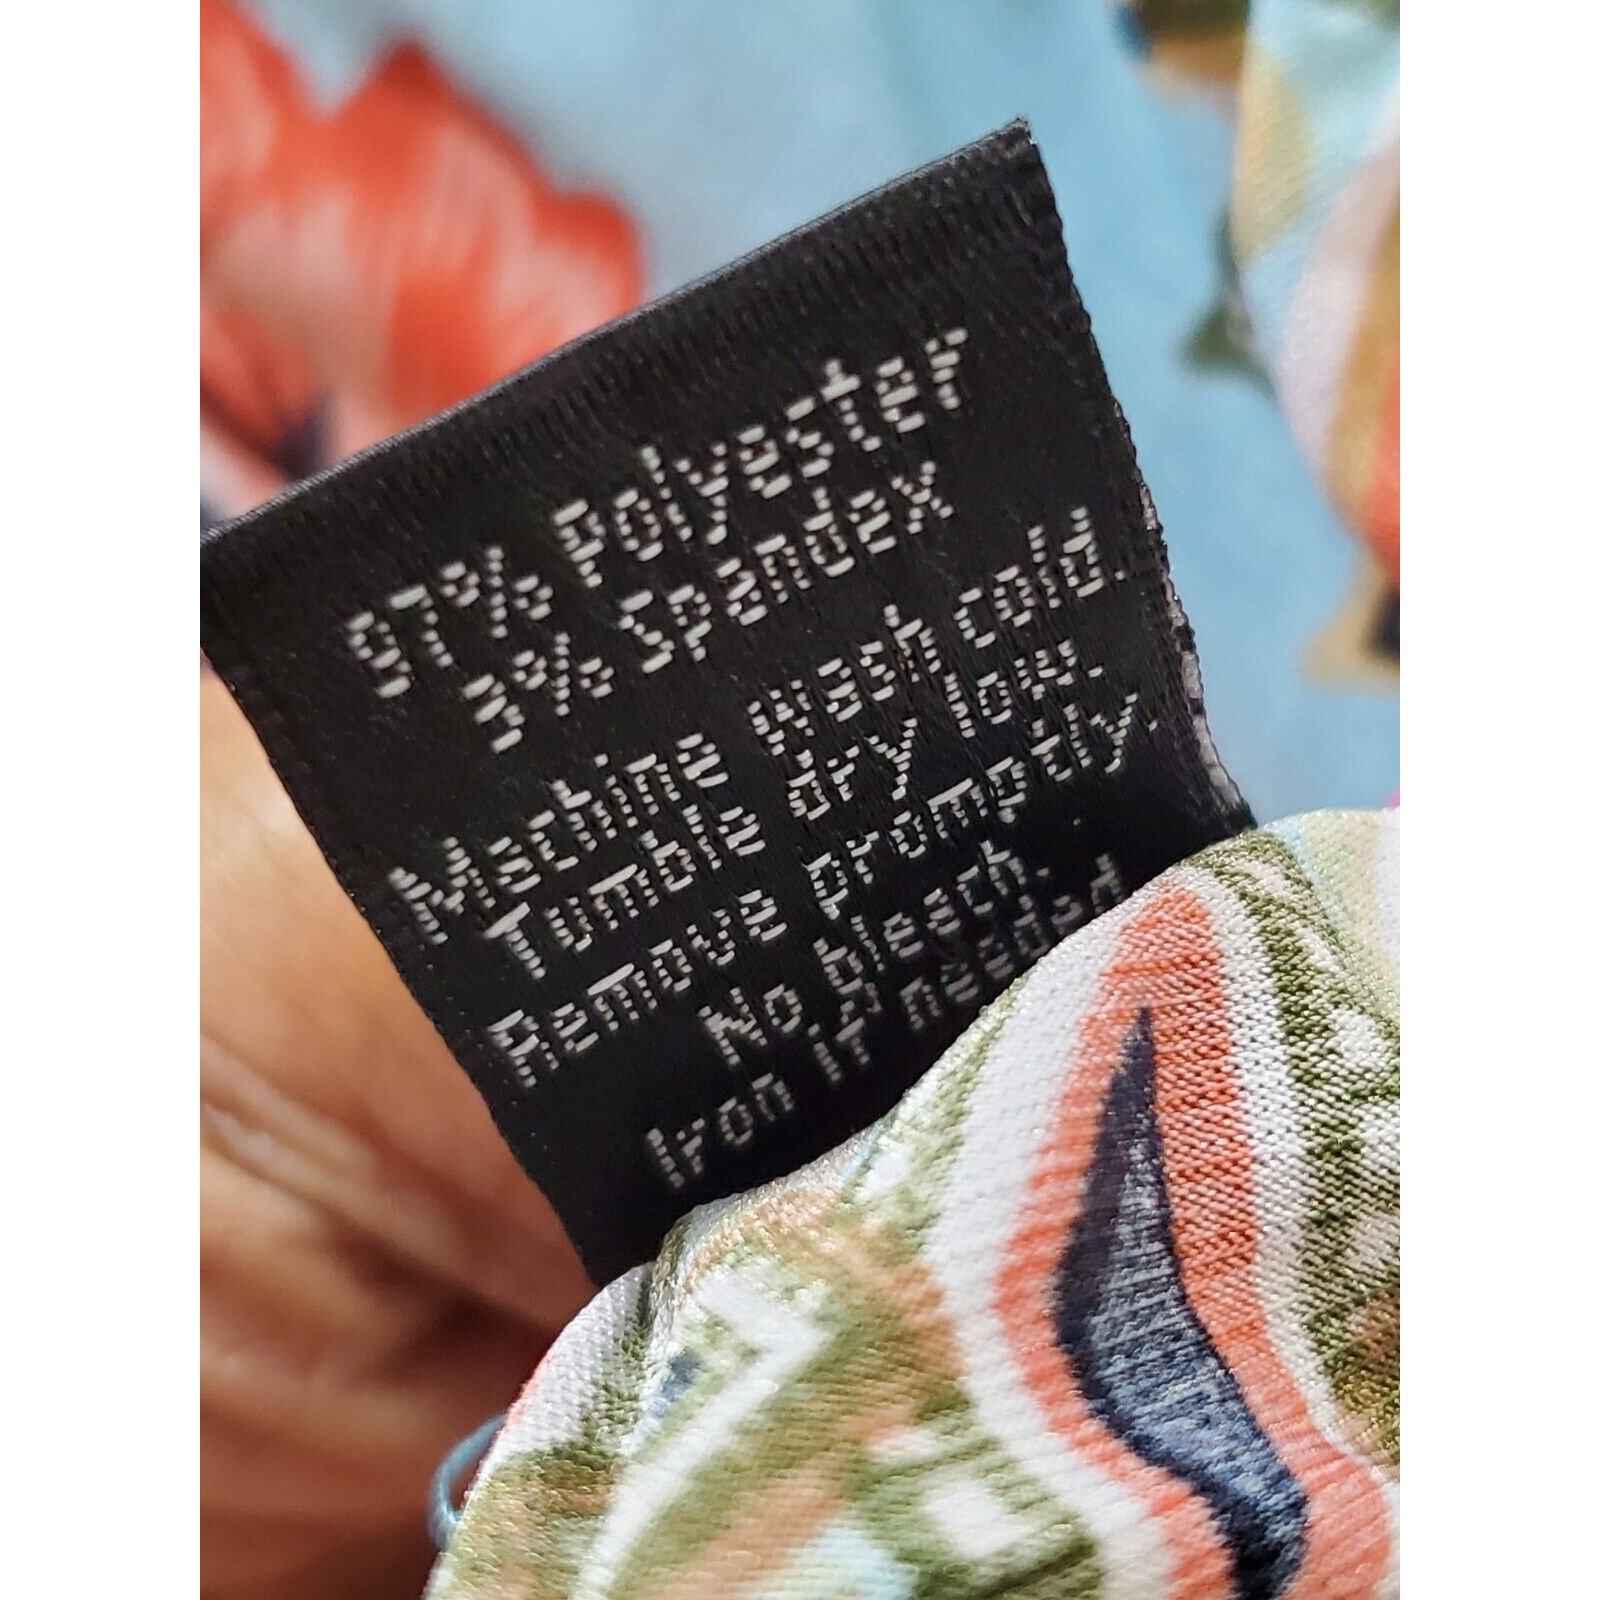 97% Polyester
3% Spandex
Machine wash cold.
Tumble dry low.
Remove promptly.
No bleach.
Iron if needed